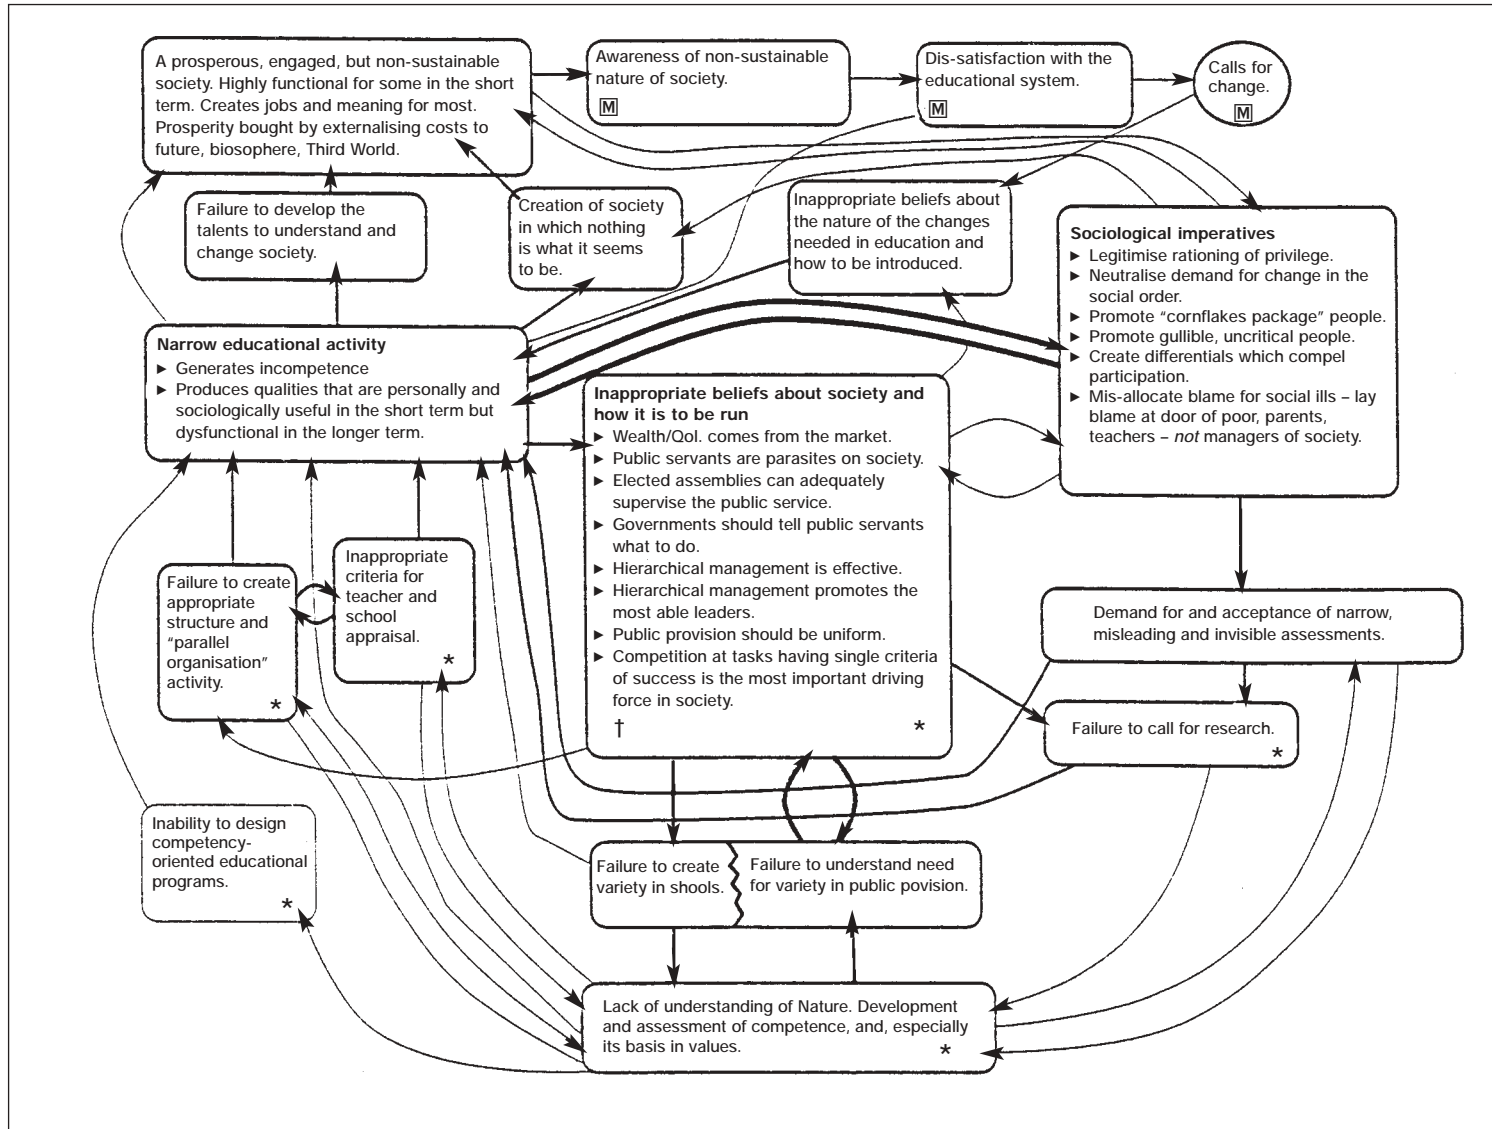 A prosperous, engaged, but non-sustainable
society. Highly functional for some in the short
term. Creates jobs and meaning for most.
Prosperity bought by externalising costs to
future, biosphere, Third World.
Awareness of non-sustainable
nature of society.
M
Dis-satisfaction with the
educational system.
M
Calls for
change.
M
Failure to develop the
talents to understand and
change society.
Creation of society
in which nothing
is what it seems
to be.
Inappropriate beliefs about
the nature of the changes
needed in education and
how to be introduced.
Sociological imperatives
► Legitimise rationing of privilege.
► Neutralise demand for change in the
social order.
► Promote “cornflakes package” people.
► Promote gullible, uncritical people.
► Create differentials which compel
participation.
► Mis-allocate blame for social ills – lay
blame at door of poor, parents,
teachers – not managers of society.
Narrow educational activity
► Generates incompetence
► Produces qualities that are personally and
sociologically useful in the short term but
dysfunctional in the longer term.
Inappropriate beliefs about society and
how it is to be run
► Wealth/Qol. comes from the market.
► Public servants are parasites on society.
► Elected assemblies can adequately
supervise the public service.
► Governments should tell public servants
what to do.
► Hierarchical management is effective.
► Hierarchical management promotes the
most able leaders.
► Public provision should be uniform.
► Competition at tasks having single criteria
of success is the most important driving
force in society.
† *
Failure to create
appropriate
structure and
“parallel
organisation”
activity.
*
Inappropriate
criteria for
teacher and
school
appraisal.
*
Demand for and acceptance of narrow,
misleading and invisible assessments.
Failure to call for research.
*
Inability to design
competency-
oriented educational
programs.
*
Failure to create
variety in shools.
Failure to understand need
for variety in public povision.
Lack of understanding of Nature. Development
and assessment of competence, and, especially
its basis in values.
*